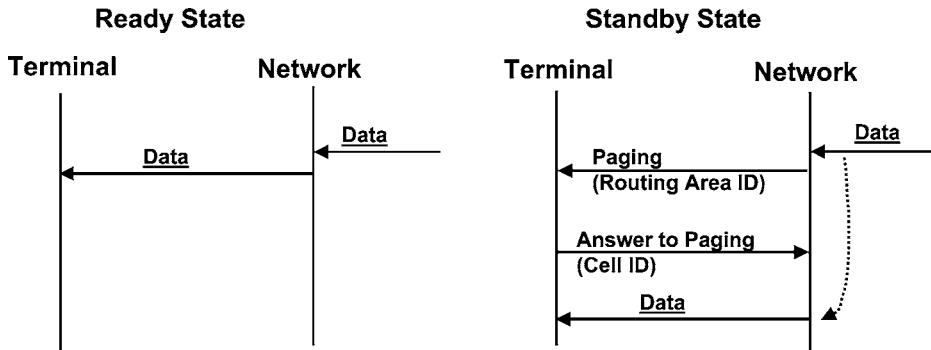 Ready State
Terminal
Network
Data
Data
Standby State
Terminal
Network
Data
Paging
(Routing Area ID)
Answer to Paging
(Cell ID)
Data